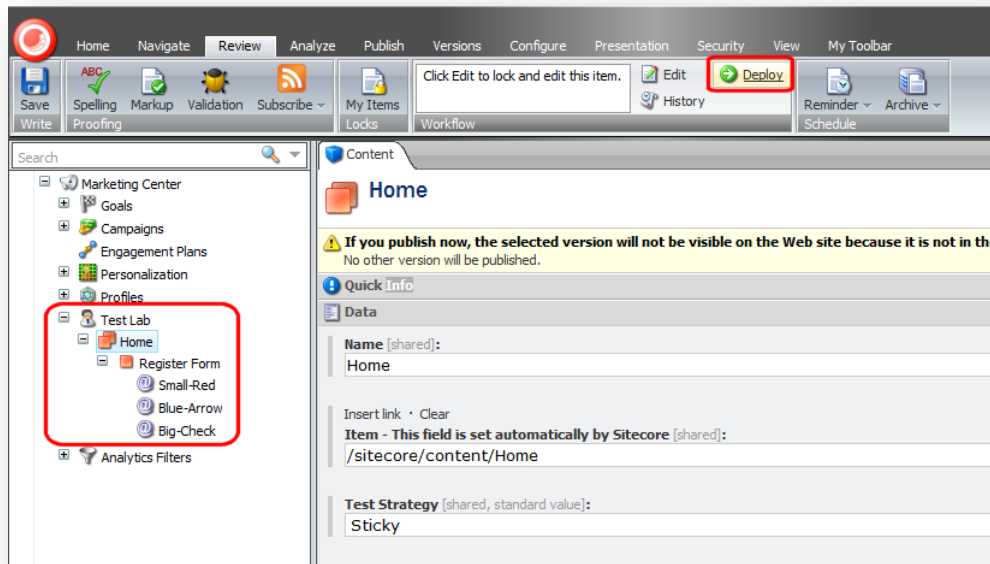 Home Navigate Review Analyze Publish Versions Configure Presentation Security View My Toolbar
Save
ABC
Spelling Markup Validation Subscribe
My Items
Click Edit to lock and edit this item.
Edit
History
Deploy
Reminder Archive
Write Proofing Locks Workflow Schedule
Search
Marketing Center
Goals
Campaigns
Engagement Plans
Personalization
Profiles
Test Lab
Home
Register Form
Small-Red
Blue-Arrow
Big-Check
Analytics Filters
Content
Home
If you publish now, the selected version will not be visible on the Web site because it is not in th
No other version will be published.
Quick Info
Data
Name [shared]:
Home
Insert link · Clear
Item - This field is set automatically by Sitecore [shared]:
/sitecore/content/Home
Test Strategy [shared, standard value]:
Sticky